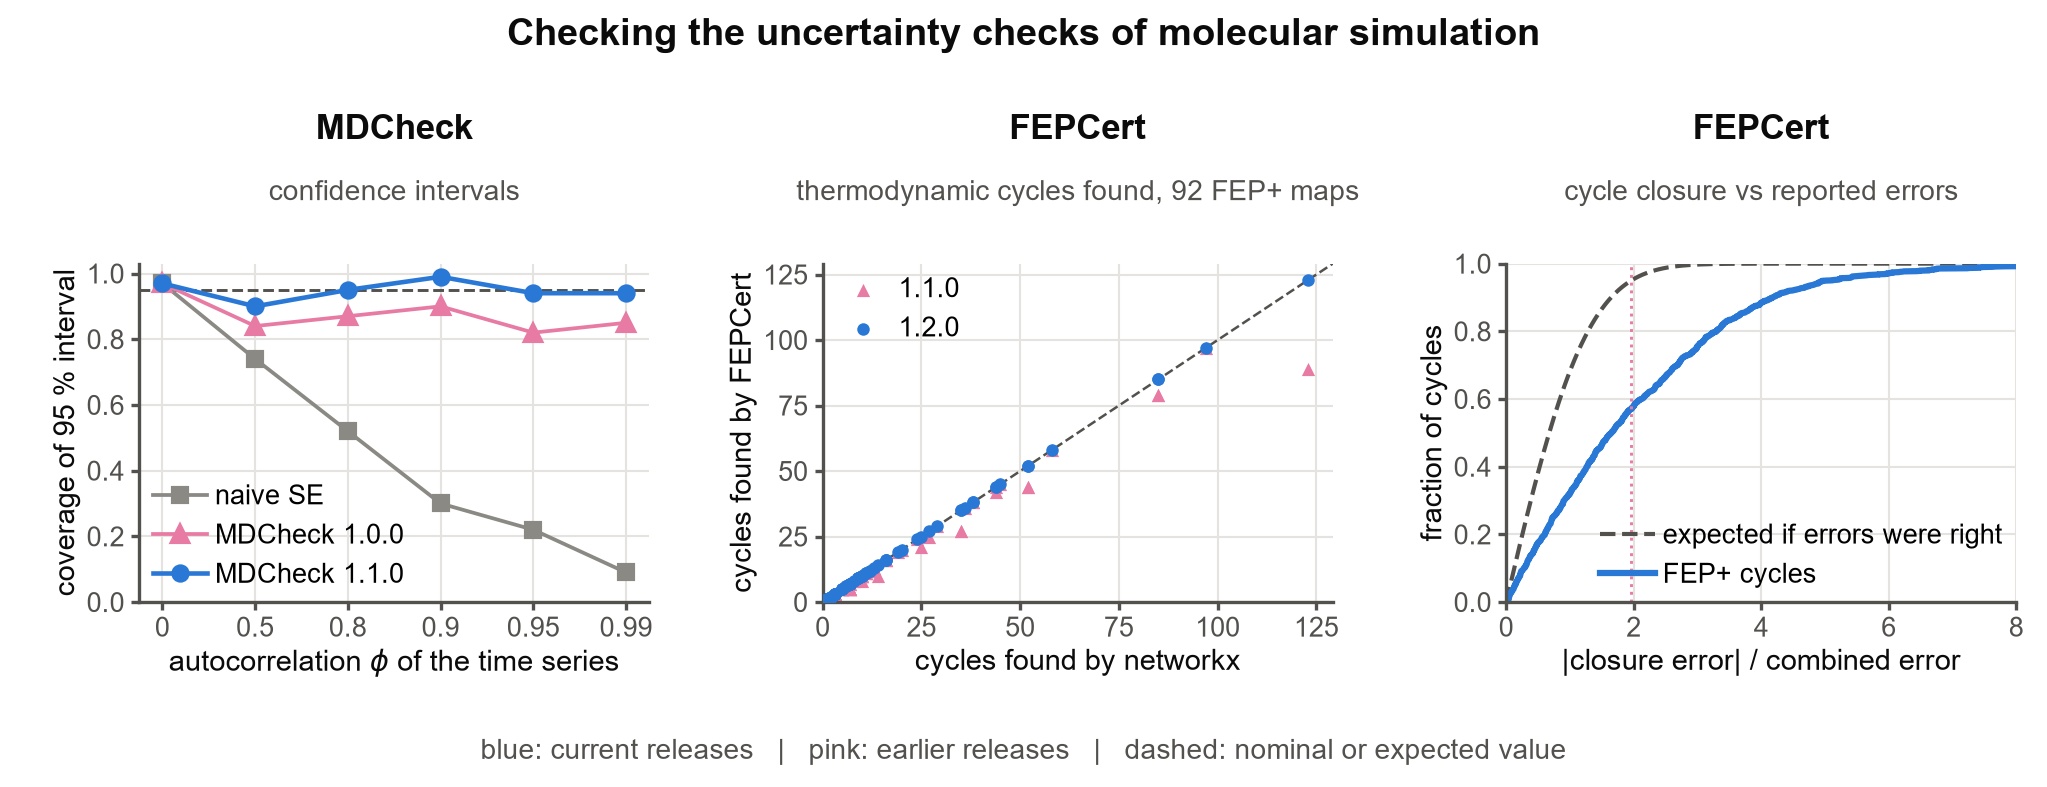 Checking the uncertainty checks of molecular simulation
MDCheck
confidence intervals
coverage of 95 % interval
1.0
0.8
0.6
0.4
0.2
0.0
naive SE
MDCheck 1.0.0
MDCheck 1.1.0
0 0.5 0.8 0.9 0.95 0.99
autocorrelation ϕ of the time series
FEPCert
thermodynamic cycles found, 92 FEP+ maps
cycles found by FEPCert
125
100
75
50
25
0
1.1.0
1.2.0
0 25 50 75 100 125
cycles found by networkx
FEPCert
cycle closure vs reported errors
fraction of cycles
1.0
0.8
0.6
0.4
0.2
0.0
expected if errors were right
FEP+ cycles
0 2 4 6 8
|closure error| / combined error
blue: current releases | pink: earlier releases | dashed: nominal or expected value